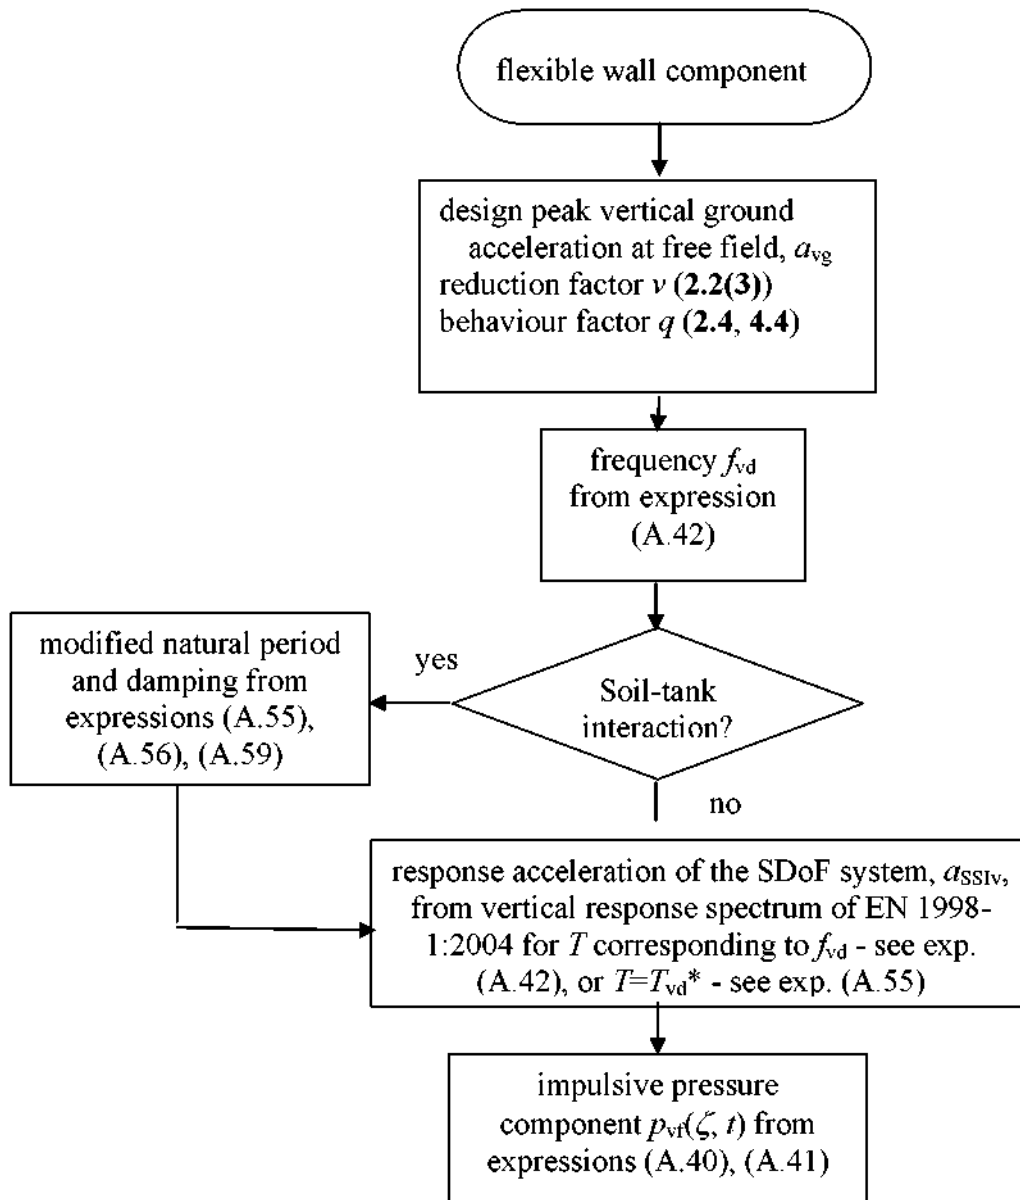 flexible wall component
design peak vertical ground
acceleration at free field, avg
reduction factor ν (2.2(3))
behaviour factor q (2.4, 4.4)
frequency fvd
from expression
(A.42)
modified natural period
and damping from
expressions (A.55),
(A.56), (A.59)
yes
Soil-tank
interaction?
no
response acceleration of the SDoF system, aSSIv,
from vertical response spectrum of EN 1998-
1:2004 for T corresponding to fvd - see exp.
(A.42), or T=Tvd* - see exp. (A.55)
impulsive pressure
component pvf(ζ, t) from
expressions (A.40), (A.41)